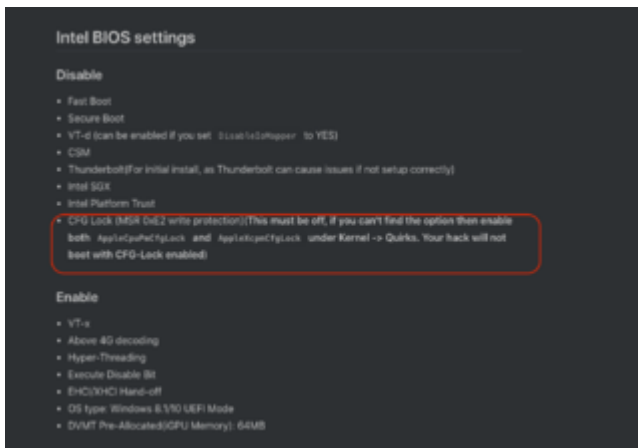 Intel BIOS settings
Disable
• Fast Boot
• Secure Boot
• VT-d (can be enabled if you set DisableIoMapper to YES)
• CSM
• Thunderbolt(For initial install, as Thunderbolt can cause issues if not setup correctly)
• Intel SGX
• Intel Platform Trust
• CFG Lock (MSR 0xE2 write protection)(This must be off, if you can't find the option then enable
both AppleCpuPmCfgLock and AppleXcpmCfgLock under Kernel -> Quirks. Your hack will not
boot with CFG-Lock enabled)
Enable
• VT-x
• Above 4G decoding
• Hyper-Threading
• Execute Disable Bit
• EHCI/XHCI Hand-off
• OS type: Windows 8.1/10 UEFI Mode
• DVMT Pre-Allocated(iGPU Memory): 64MB